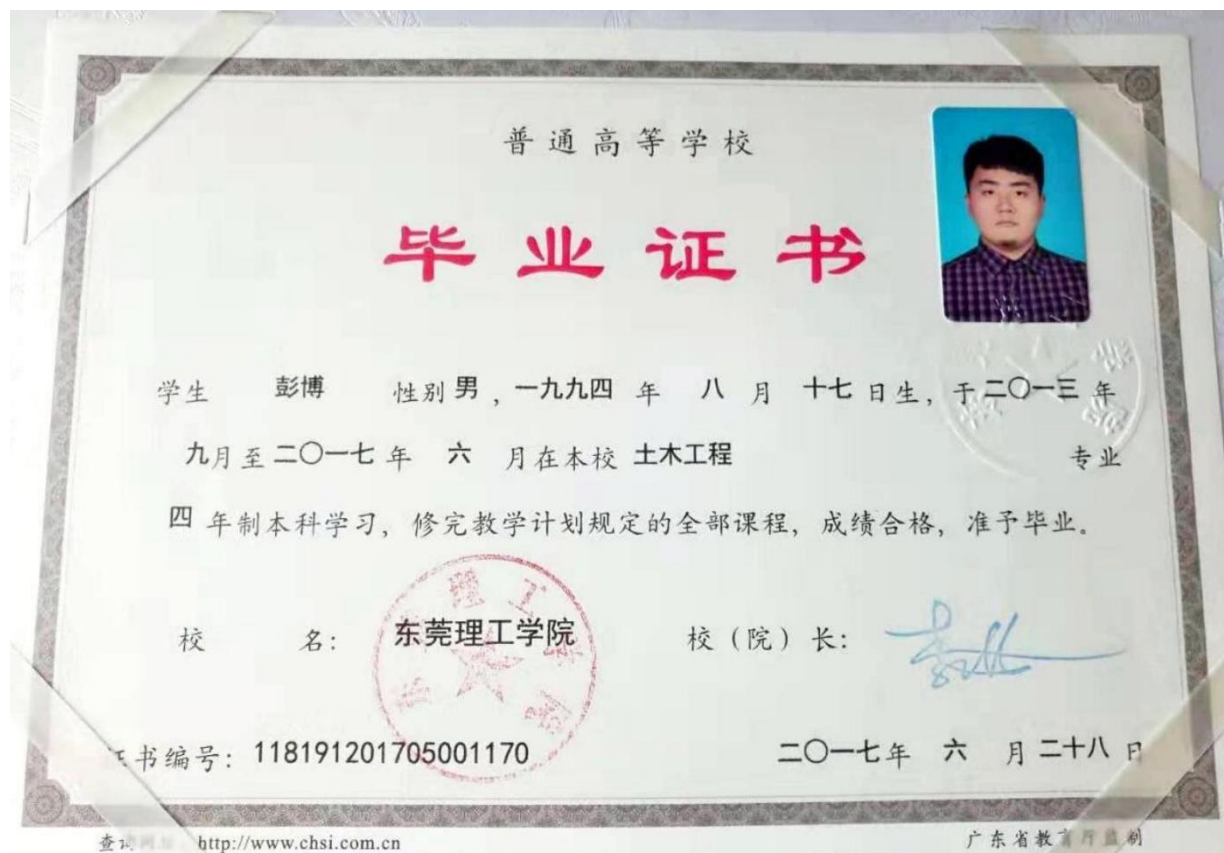 普通高等学校
毕业证书
学生 彭博 性别 男，一九九四 年 八 月 十七 日生，于二〇一三 年
九月至二〇一七 年 六 月在本校 土木工程 专业
四 年制本科学习，修完教学计划规定的全部课程，成绩合格，准予毕业。
校 名： 东莞理工学院 校（院）长：
证书编号：118191201705001170 二〇一七年 六 月二十八 日
查询 http://www.chsi.com.cn 广东省教育厅监制